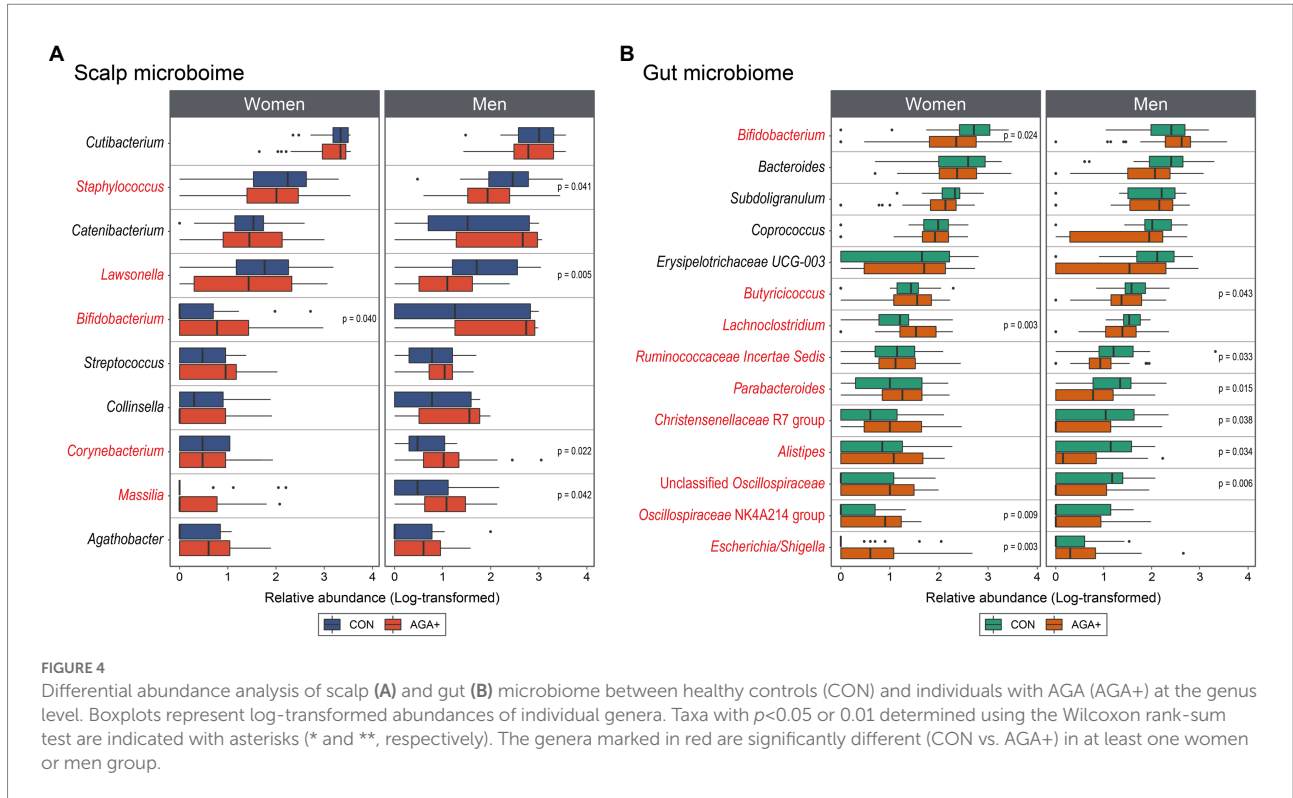 A
Scalp microboime
Women
Men
Cutibacterium
Staphylococcus
p = 0.041
Catenibacterium
Lawsonella
p = 0.005
Bifidobacterium
p = 0.040
Streptococcus
Collinsella
Corynebacterium
p = 0.022
Massilia
p = 0.042
Agathobacter
0 1 2 3 4 0 1 2 3 4
Relative abundance (Log-transformed)
CON AGA+
B
Gut microbiome
Women
Men
Bifidobacterium
p = 0.024
Bacteroides
Subdoligranulum
Coprococcus
Erysipelotrichaceae UCG-003
Butyricicoccus
p = 0.043
Lachnoclostridium
p = 0.003
Ruminococcaceae Incertae Sedis
p = 0.033
Parabacteroides
p = 0.015
Christensenellaceae R7 group
p = 0.038
Alistipes
p = 0.034
Unclassified Oscillospiraceae
p = 0.006
Oscillospiraceae NK4A214 group
p = 0.009
Escherichia/Shigella
p = 0.003
0 1 2 3 4 0 1 2 3 4
Relative abundance (Log-transformed)
CON AGA+
FIGURE 4
Differential abundance analysis of scalp (A) and gut (B) microbiome between healthy controls (CON) and individuals with AGA (AGA+) at the genus
level. Boxplots represent log-transformed abundances of individual genera. Taxa with p<0.05 or 0.01 determined using the Wilcoxon rank-sum
test are indicated with asterisks (* and **, respectively). The genera marked in red are significantly different (CON vs. AGA+) in at least one women
or men group.